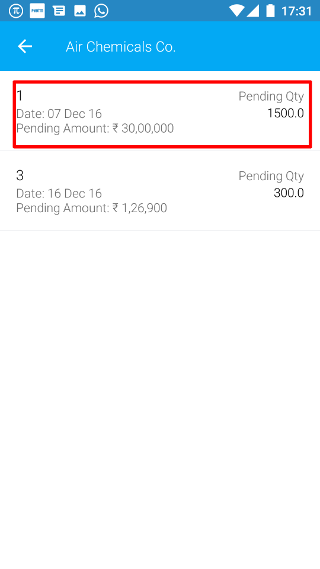 17:31
Air Chemicals Co.
1
Pending Qty
Date: 07 Dec 16
1500.0
Pending Amount: ₹ 30,00,000
3
Pending Qty
Date: 16 Dec 16
300.0
Pending Amount: ₹ 1,26,900